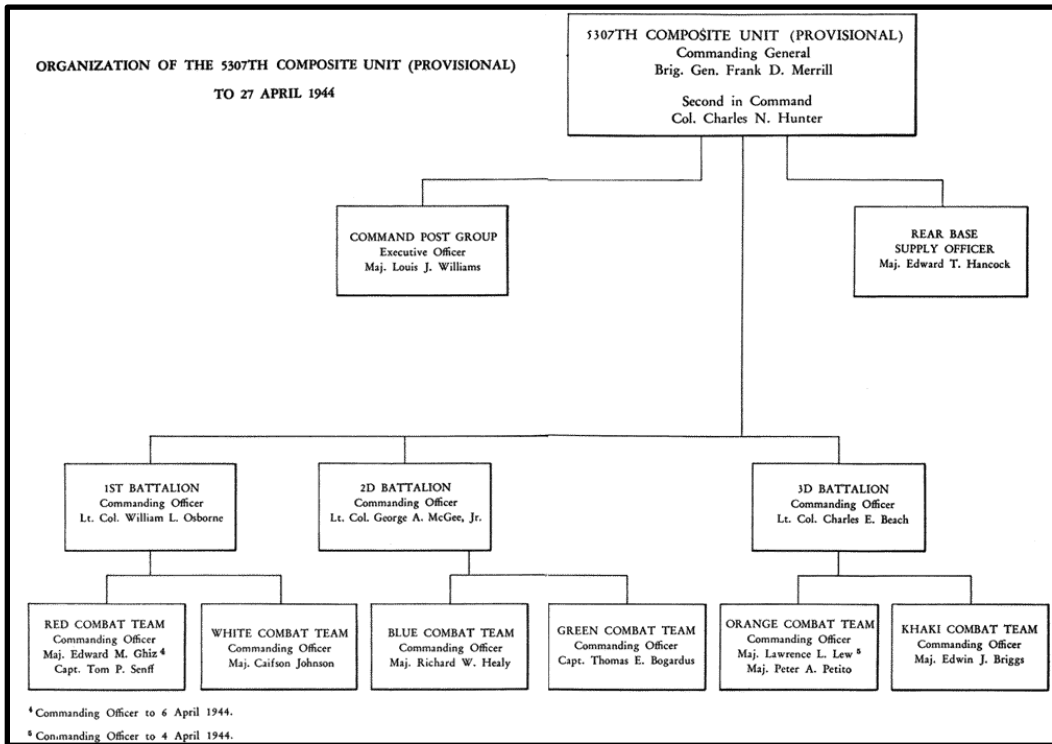 ORGANIZATION OF THE 5307TH COMPOSITE UNIT (PROVISIONAL)
TO 27 APRIL 1944
5307TH COMPOSITE UNIT (PROVISIONAL)
Commanding General
Brig. Gen. Frank D. Merrill
Second in Command
Col. Charles N. Hunter
COMMAND POST GROUP
Executive Officer
Maj. Louis J. Williams
REAR BASE
SUPPLY OFFICER
Maj. Edward T. Hancock
1ST BATTALION
Commanding Officer
Lt. Col. William L. Osborne
2D BATTALION
Commanding Officer
Lt. Col. George A. McGee, Jr.
3D BATTALION
Commanding Officer
Lt. Col. Charles E. Beach
RED COMBAT TEAM
Commanding Officer
Maj. Edward M. Ghiz ⁴
Capt. Tom P. Senff
WHITE COMBAT TEAM
Commanding Officer
Maj. Caifson Johnson
BLUE COMBAT TEAM
Commanding Officer
Maj. Richard W. Healy
GREEN COMBAT TEAM
Commanding Officer
Capt. Thomas E. Bogardus
ORANGE COMBAT TEAM
Commanding Officer
Maj. Lawrence L. Lew ⁵
Maj. Peter A. Petito
KHAKI COMBAT TEAM
Commanding Officer
Maj. Edwin J. Briggs
⁴ Commanding Officer to 6 April 1944.
⁵ Commanding Officer to 4 April 1944.